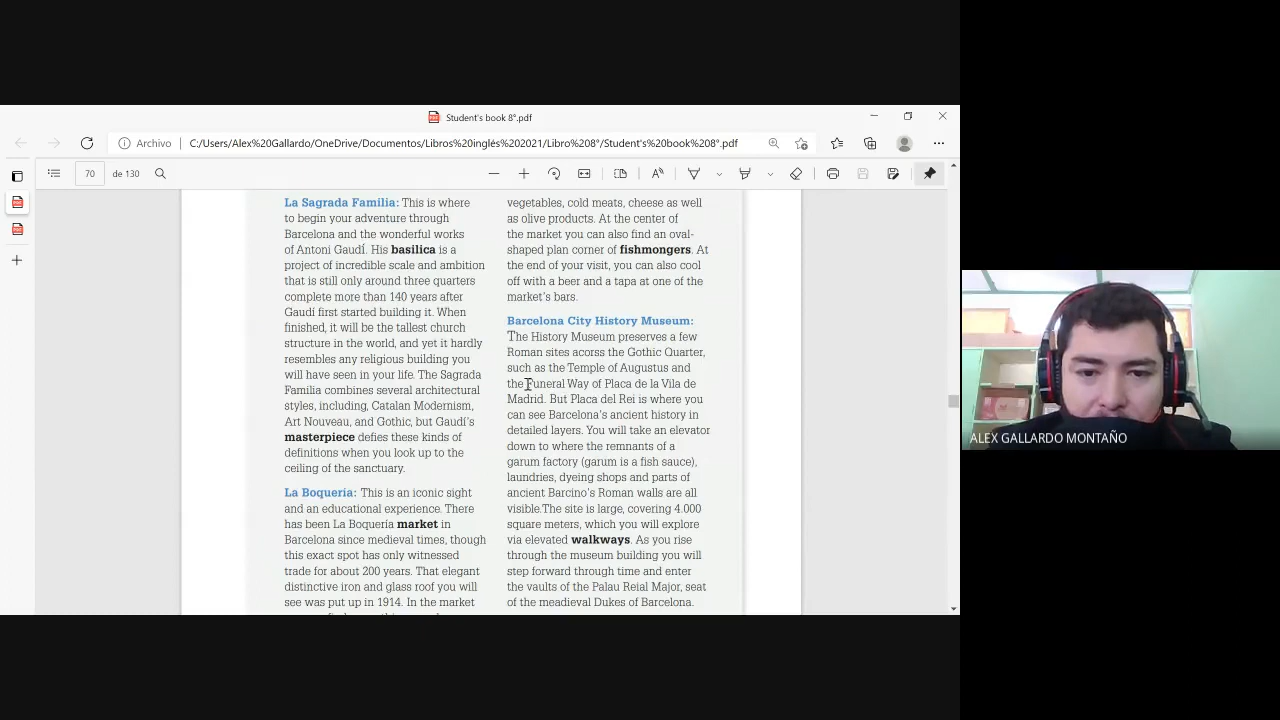 Student's book 8°.pdf
Archivo
C:/Users/Alex%20Gallardo/OneDrive/Documentos/Libros%20inglés%202021/Libro%208°/Student's%20book%208°.pdf
70
de 130
La Sagrada Familia: This is where
to begin your adventure through
Barcelona and the wonderful works
of Antoni Gaudí. His basilica is a
project of incredible scale and ambition
that is still only around three quarters
complete more than 140 years after
Gaudí first started building it. When
finished, it will be the tallest church
structure in the world, and yet it hardly
resembles any religious building you
will have seen in your life. The Sagrada
Familia combines several architectural
styles, including, Catalan Modernism,
Art Nouveau, and Gothic, but Gaudí's
masterpiece defies these kinds of
definitions when you look up to the
ceiling of the sanctuary.
La Boquería: This is an iconic sight
and an educational experience. There
has been La Boquería market in
Barcelona since medieval times, though
this exact spot has only witnessed
trade for about 200 years. That elegant
distinctive iron and glass roof you will
see was put up in 1914. In the market
vegetables, cold meats, cheese as well
as olive products. At the center of
the market you can also find an oval-
shaped plan corner of fishmongers. At
the end of your visit, you can also cool
off with a beer and a tapa at one of the
market's bars.
Barcelona City History Museum:
The History Museum preserves a few
Roman sites acorss the Gothic Quarter,
such as the Temple of Augustus and
the Funeral Way of Placa de la Vila de
Madrid. But Placa del Rei is where you
can see Barcelona's ancient history in
detailed layers. You will take an elevator
down to where the remnants of a
garum factory (garum is a fish sauce),
laundries, dyeing shops and parts of
ancient Barcino's Roman walls are all
visible.The site is large, covering 4.000
square meters, which you will explore
via elevated walkways. As you rise
through the museum building you will
step forward through time and enter
the vaults of the Palau Reial Major, seat
of the meadieval Dukes of Barcelona.
ALEX GALLARDO MONTAÑO